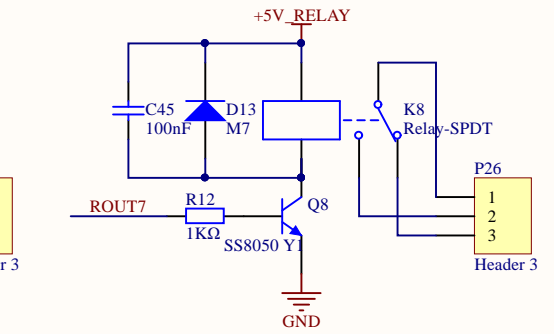 +5V_RELAY
C45
100nF
D13
M7
K8
Relay-SPDT
P26
1
2
3
Header 3
ROUT7
R12
1KΩ
Q8
SS8050 Y1
GND
r 3